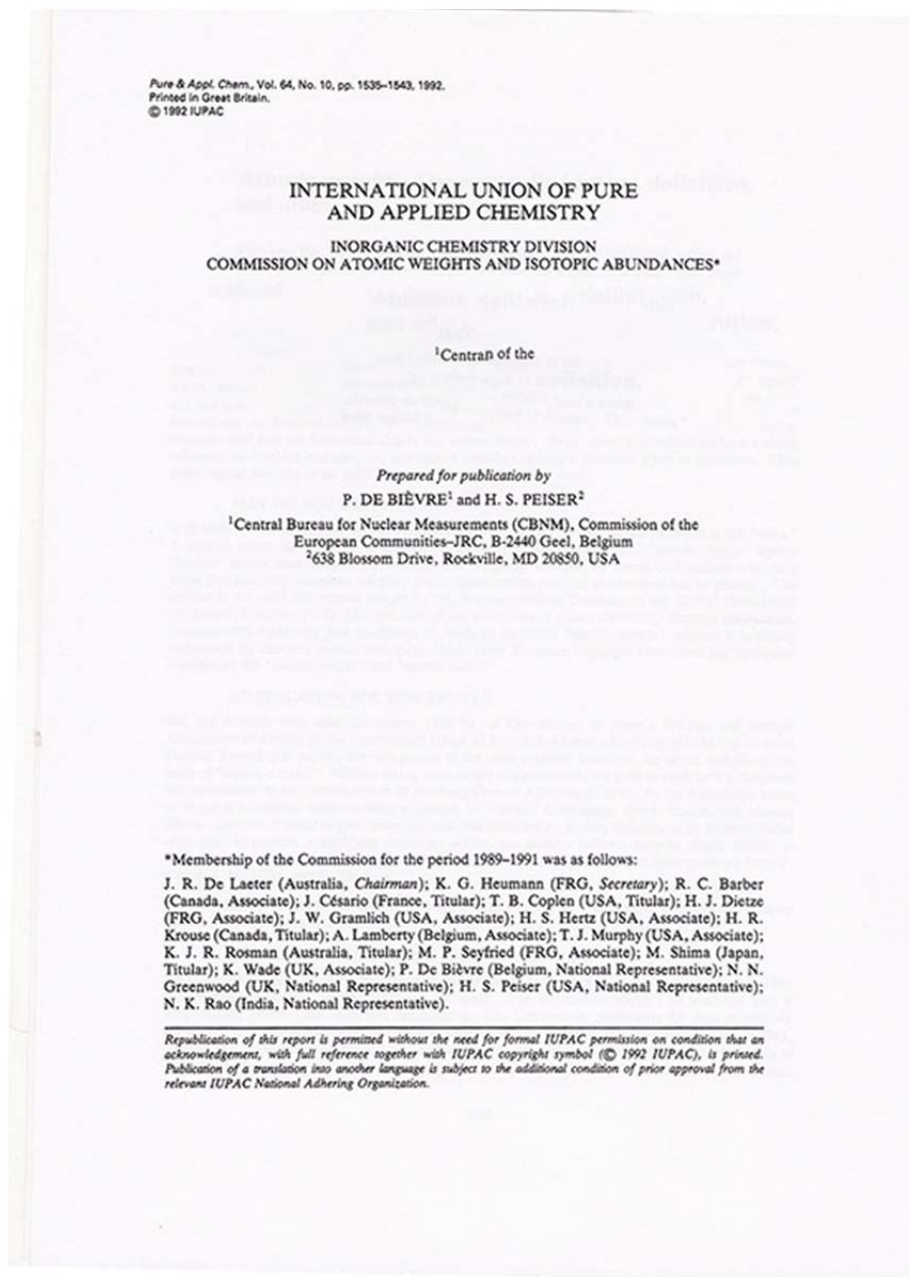 Pure & Appl. Chem., Vol. 64, No. 10, pp. 1535–1543, 1992.
Printed in Great Britain.
© 1992 IUPAC
INTERNATIONAL UNION OF PURE
AND APPLIED CHEMISTRY
INORGANIC CHEMISTRY DIVISION
COMMISSION ON ATOMIC WEIGHTS AND ISOTOPIC ABUNDANCES*
¹Centran of the
Prepared for publication by
P. DE BIÈVRE¹ and H. S. PEISER²
¹Central Bureau for Nuclear Measurements (CBNM), Commission of the
European Communities–JRC, B-2440 Geel, Belgium
²638 Blossom Drive, Rockville, MD 20850, USA
*Membership of the Commission for the period 1989–1991 was as follows:
J. R. De Laeter (Australia, Chairman); K. G. Heumann (FRG, Secretary); R. C. Barber
(Canada, Associate); J. Césario (France, Titular); T. B. Coplen (USA, Titular); H. J. Dietze
(FRG, Associate); J. W. Gramlich (USA, Associate); H. S. Hertz (USA, Associate); H. R.
Krouse (Canada, Titular); A. Lamberty (Belgium, Associate); T. J. Murphy (USA, Associate);
K. J. R. Rosman (Australia, Titular); M. P. Seyfried (FRG, Associate); M. Shima (Japan,
Titular); K. Wade (UK, Associate); P. De Bièvre (Belgium, National Representative); N. N.
Greenwood (UK, National Representative); H. S. Peiser (USA, National Representative);
N. K. Rao (India, National Representative).
Republication of this report is permitted without the need for formal IUPAC permission on condition that an
acknowledgement, with full reference together with IUPAC copyright symbol (© 1992 IUPAC), is printed.
Publication of a translation into another language is subject to the additional condition of prior approval from the
relevant IUPAC National Adhering Organization.